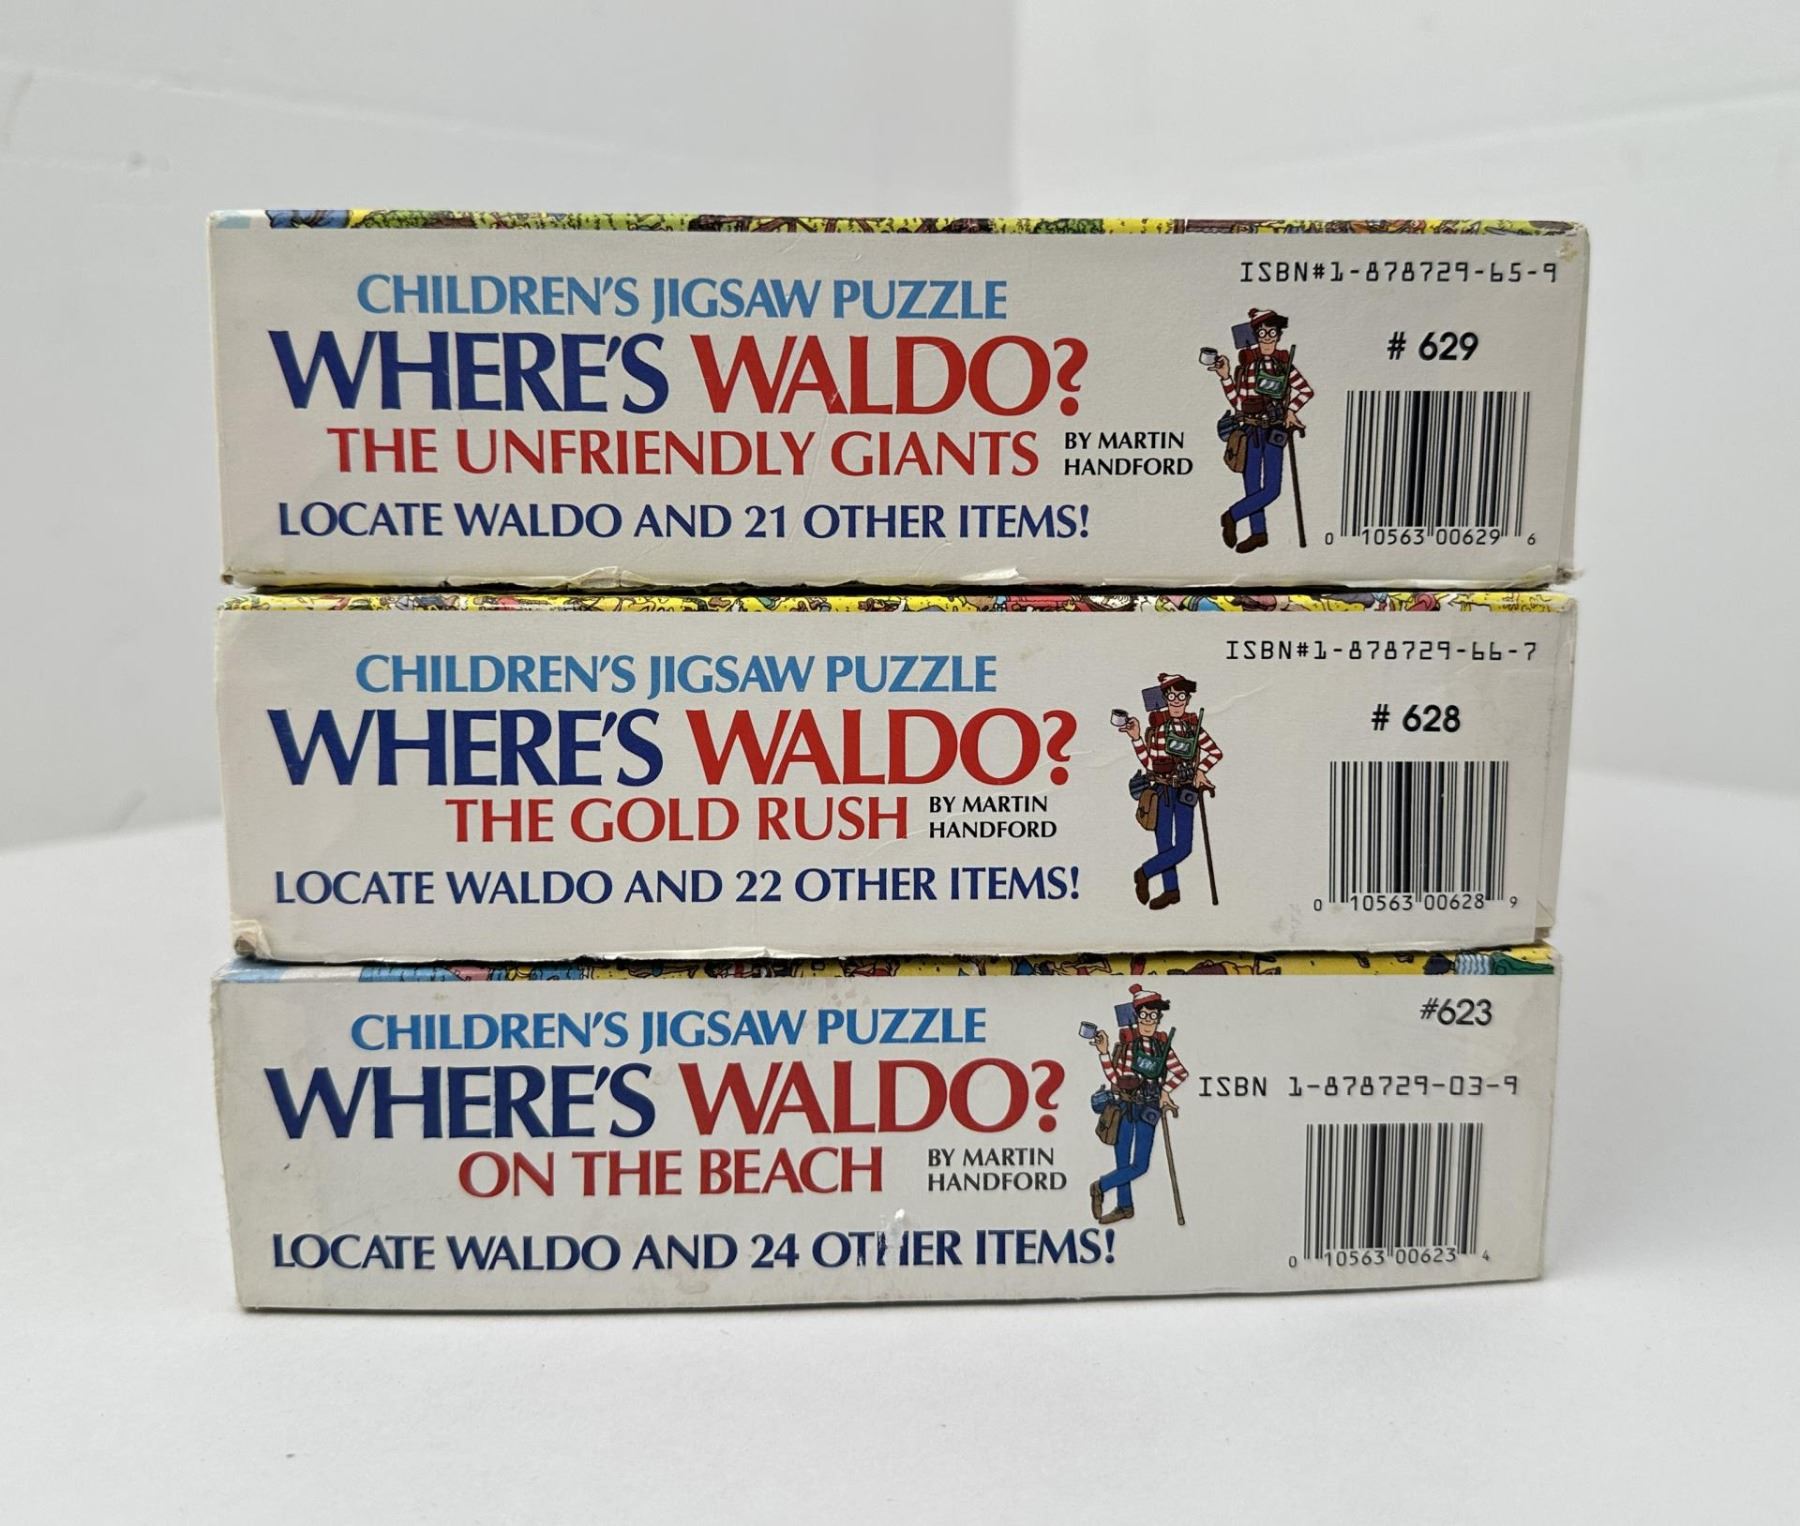 CHILDREN'S JIGSAW PUZZLE
WHERE'S WALDO?
THE UNFRIENDLY GIANTS
BY MARTIN
HANDFORD
LOCATE WALDO AND 21 OTHER ITEMS!
ISBN#1-878729-65-9
# 629
0 10563 00629 6
CHILDREN'S JIGSAW PUZZLE
WHERE'S WALDO?
THE GOLD RUSH
BY MARTIN
HANDFORD
LOCATE WALDO AND 22 OTHER ITEMS!
ISBN#1-878729-66-7
# 628
0 10563 00628 9
CHILDREN'S JIGSAW PUZZLE
WHERE'S WALDO?
ON THE BEACH
BY MARTIN
HANDFORD
LOCATE WALDO AND 24 OTHER ITEMS!
#623
ISBN 1-878729-03-9
0 10563 00623 4